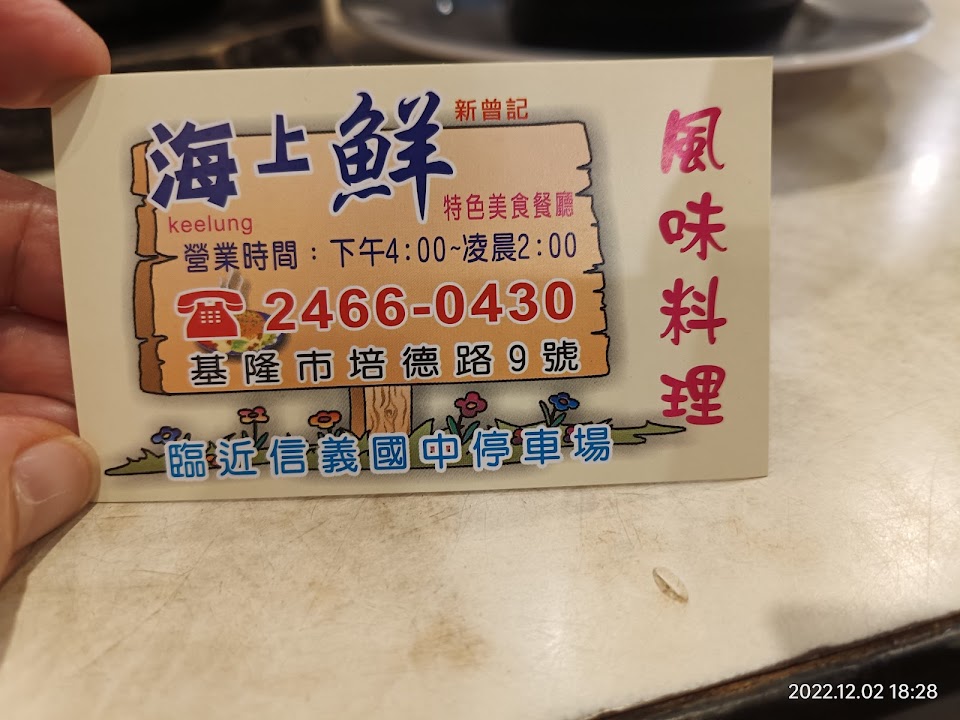 新曾記
海上鮮
特色美食餐廳
keelung
營業時間：下午4:00~凌晨2:00
2466-0430
基隆市培德路9號
臨近信義國中停車場
風味料理
2022.12.02 18:28